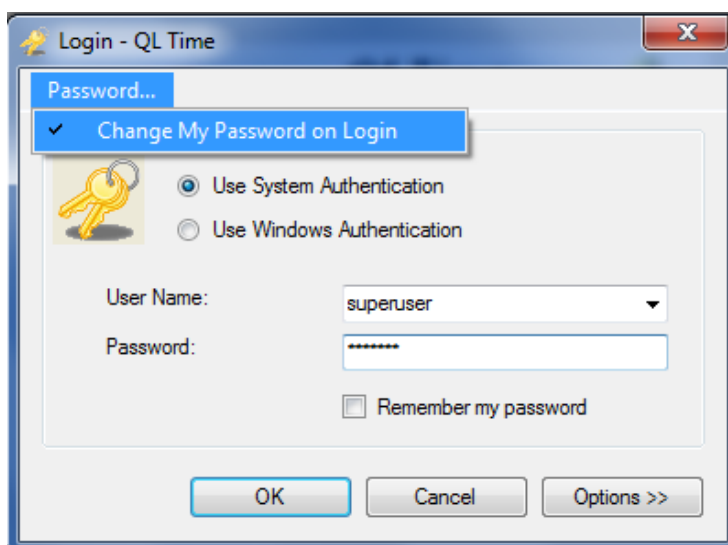 Login - QL Time
Password...
Change My Password on Login
Use System Authentication
Use Windows Authentication
User Name:
superuser
Password:
*******
Remember my password
OK Cancel Options >>